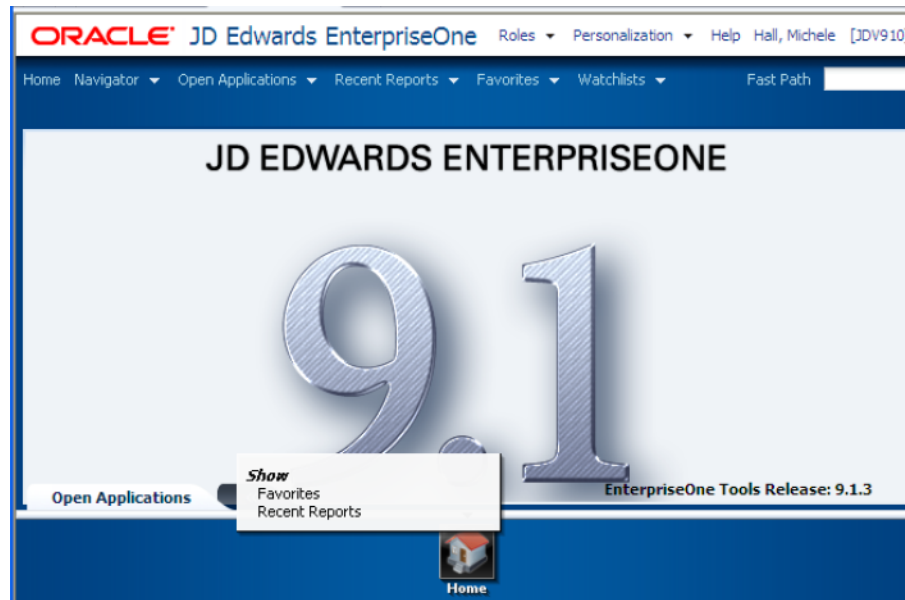 ORACLE JD Edwards EnterpriseOne Roles Personalization Help Hall, Michele [JDV910]
Home Navigator Open Applications Recent Reports Favorites Watchlists Fast Path
JD EDWARDS ENTERPRISEONE
9.1
Show
Favorites
Recent Reports
Open Applications
EnterpriseOne Tools Release: 9.1.3
Home